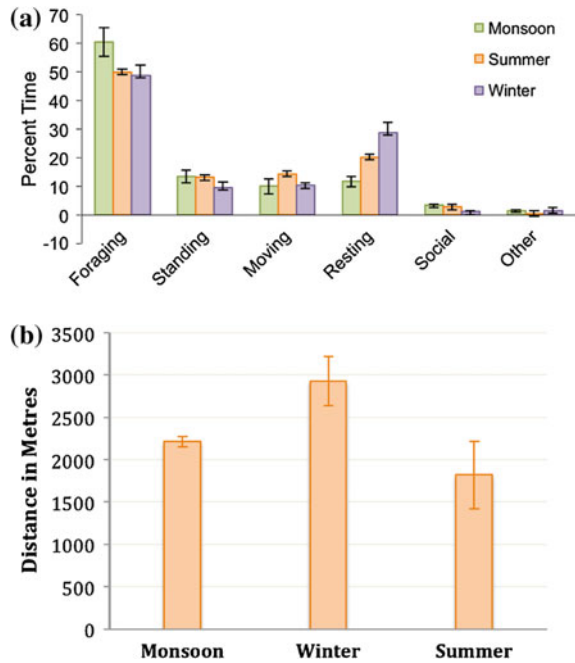 (a)
70
60
50
40
30
20
10
0
-10
Percent Time
Monsoon
Summer
Winter
Foraging
Standing
Moving
Resting
Social
Other
(b)
3500
3000
2500
2000
1500
1000
500
0
Distance in Metres
Monsoon Winter Summer